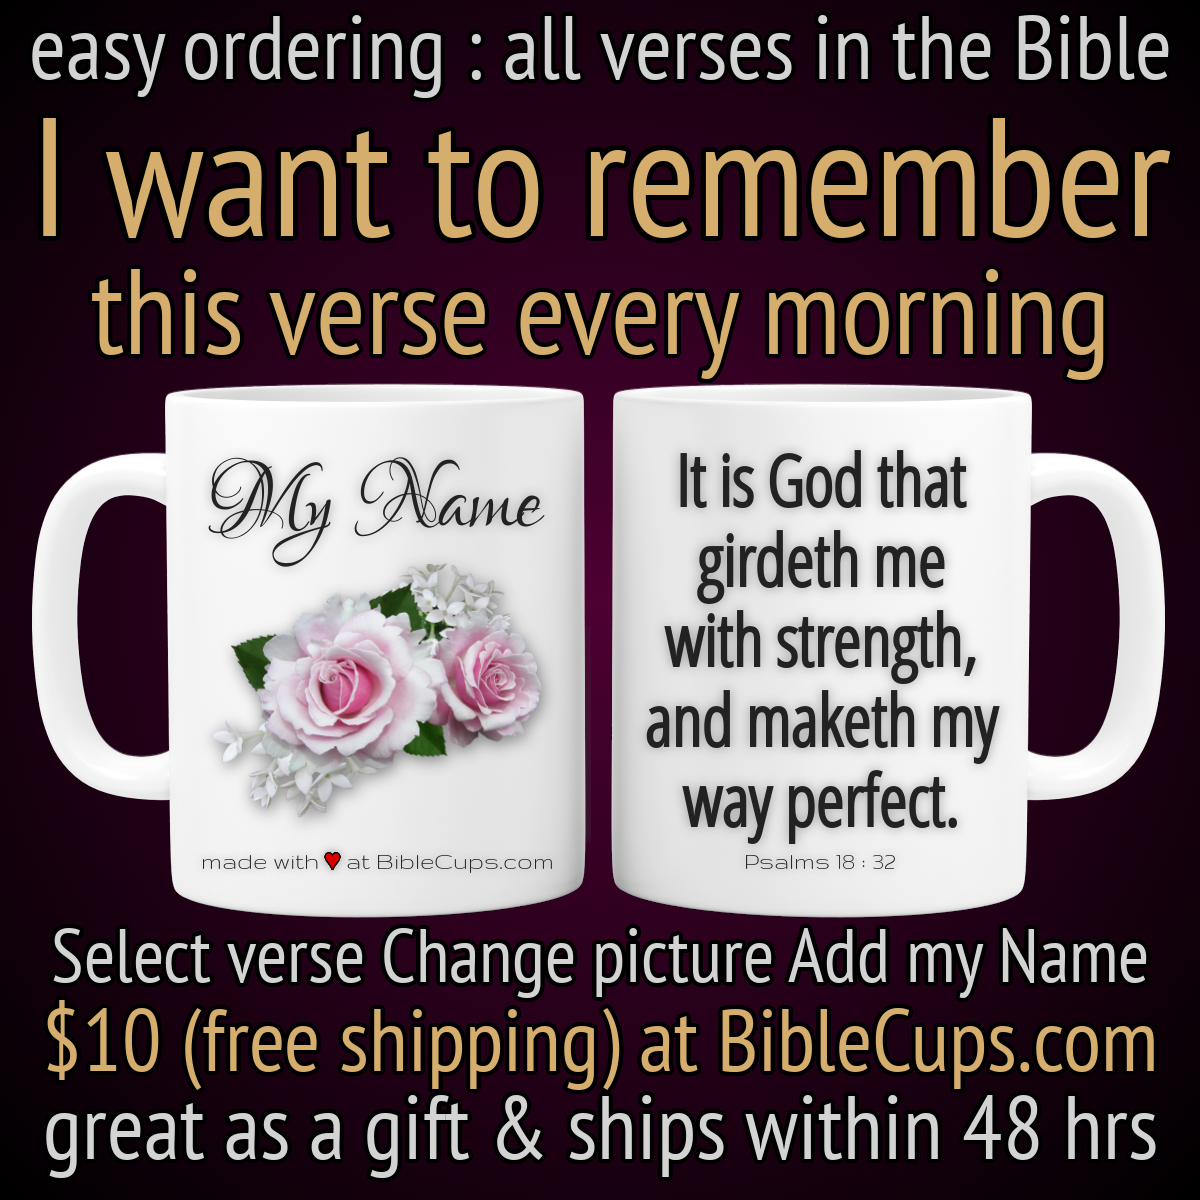 easy ordering : all verses in the Bible
I want to remember
this verse every morning
My Name
made with ♥ at BibleCups.com
It is God that
girdeth me
with strength,
and maketh my
way perfect.
Psalms 18 : 32
Select verse Change picture Add my Name
$10 (free shipping) at BibleCups.com
great as a gift & ships within 48 hrs